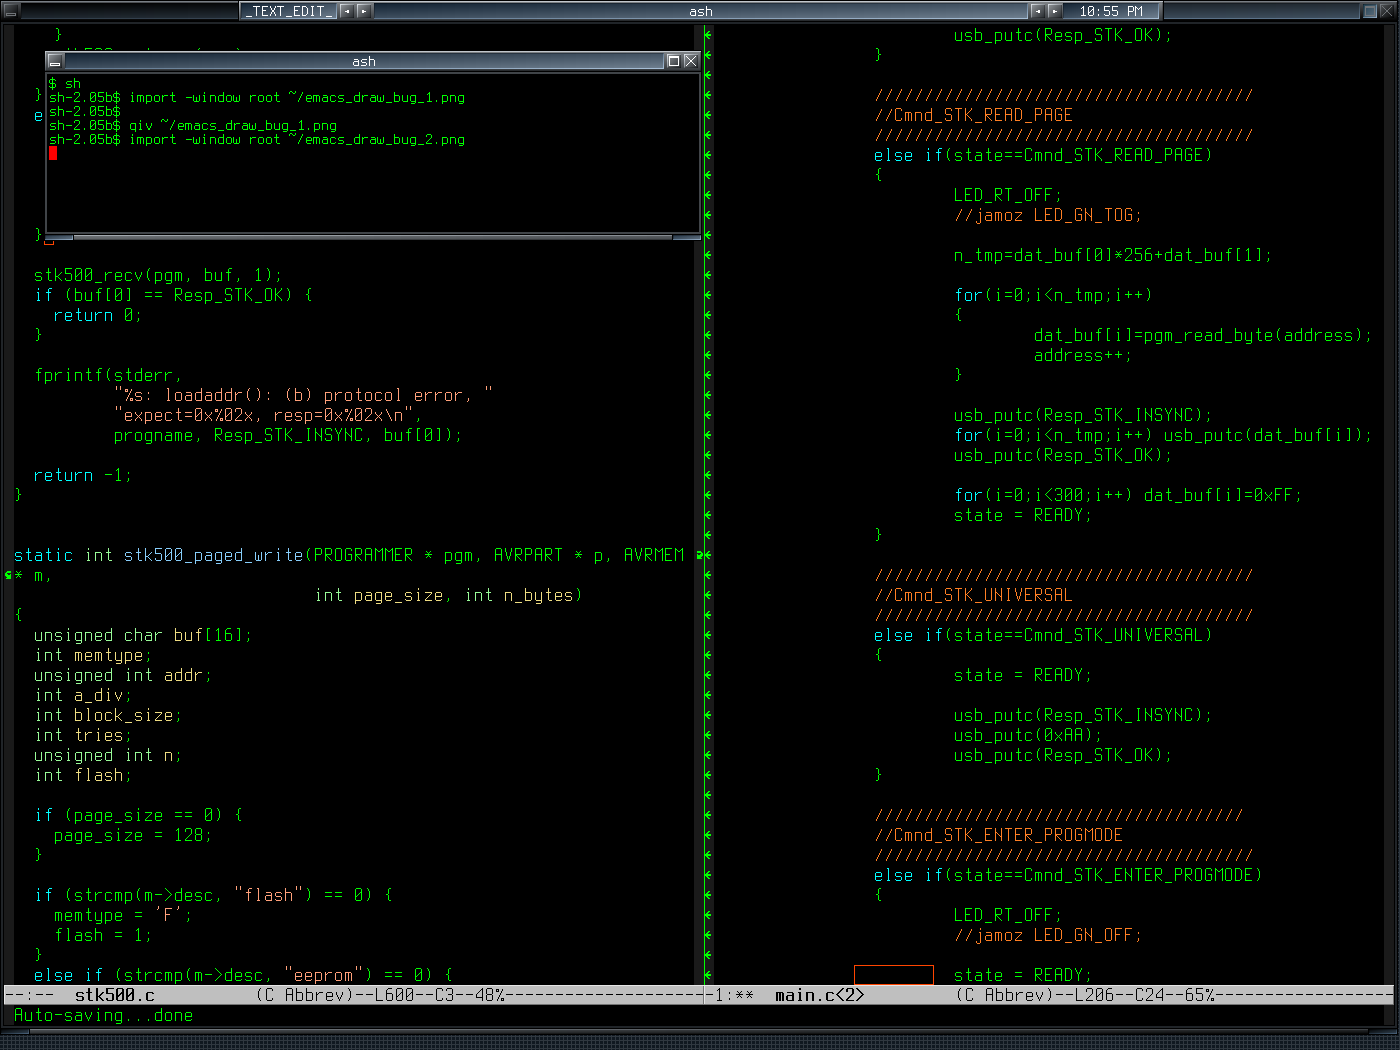 _TEXT_EDIT_ ash 10:55 PM
ash
$ sh
sh-2.05b$ import -window root ~/emacs_draw_bug_1.png
sh-2.05b$
sh-2.05b$ qiv ~/emacs_draw_bug_1.png
sh-2.05b$ import -window root ~/emacs_draw_bug_2.png
}
}
e
}
stk500_recv(pgm, buf, 1);
if (buf[0] == Resp_STK_OK) {
return 0;
}
fprintf(stderr,
"%s: loadaddr(): (b) protocol error, "
"expect=0x%02x, resp=0x%02x\n",
progname, Resp_STK_INSYNC, buf[0]);
return -1;
}
static int stk500_paged_write(PROGRAMMER * pgm, AVRPART * p, AVRMEM
* m,
int page_size, int n_bytes)
{
unsigned char buf[16];
int memtype;
unsigned int addr;
int a_div;
int block_size;
int tries;
unsigned int n;
int flash;
if (page_size == 0) {
page_size = 128;
}
if (strcmp(m->desc, "flash") == 0) {
memtype = 'F';
flash = 1;
}
else if (strcmp(m->desc, "eeprom") == 0) {
--:-- stk500.c (C Abbrev)--L600--C3--48%--------------------
Auto-saving...done
usb_putc(Resp_STK_OK);
}
//////////////////////////////////////
//Cmnd_STK_READ_PAGE
//////////////////////////////////////
else if(state==Cmnd_STK_READ_PAGE)
{
LED_RT_OFF;
//jamoz LED_GN_TOG;
n_tmp=dat_buf[0]*256+dat_buf[1];
for(i=0;i<n_tmp;i++)
{
dat_buf[i]=pgm_read_byte(address);
address++;
}
usb_putc(Resp_STK_INSYNC);
for(i=0;i<n_tmp;i++) usb_putc(dat_buf[i]);
usb_putc(Resp_STK_OK);
for(i=0;i<300;i++) dat_buf[i]=0xFF;
state = READY;
}
//////////////////////////////////////
//Cmnd_STK_UNIVERSAL
//////////////////////////////////////
else if(state==Cmnd_STK_UNIVERSAL)
{
state = READY;
usb_putc(Resp_STK_INSYNC);
usb_putc(0xAA);
usb_putc(Resp_STK_OK);
}
/////////////////////////////////////
//Cmnd_STK_ENTER_PROGMODE
//////////////////////////////////////
else if(state==Cmnd_STK_ENTER_PROGMODE)
{
LED_RT_OFF;
//jamoz LED_GN_OFF;
state = READY;
-1:** main.c<2> (C Abbrev)--L206--C24--65%------------------